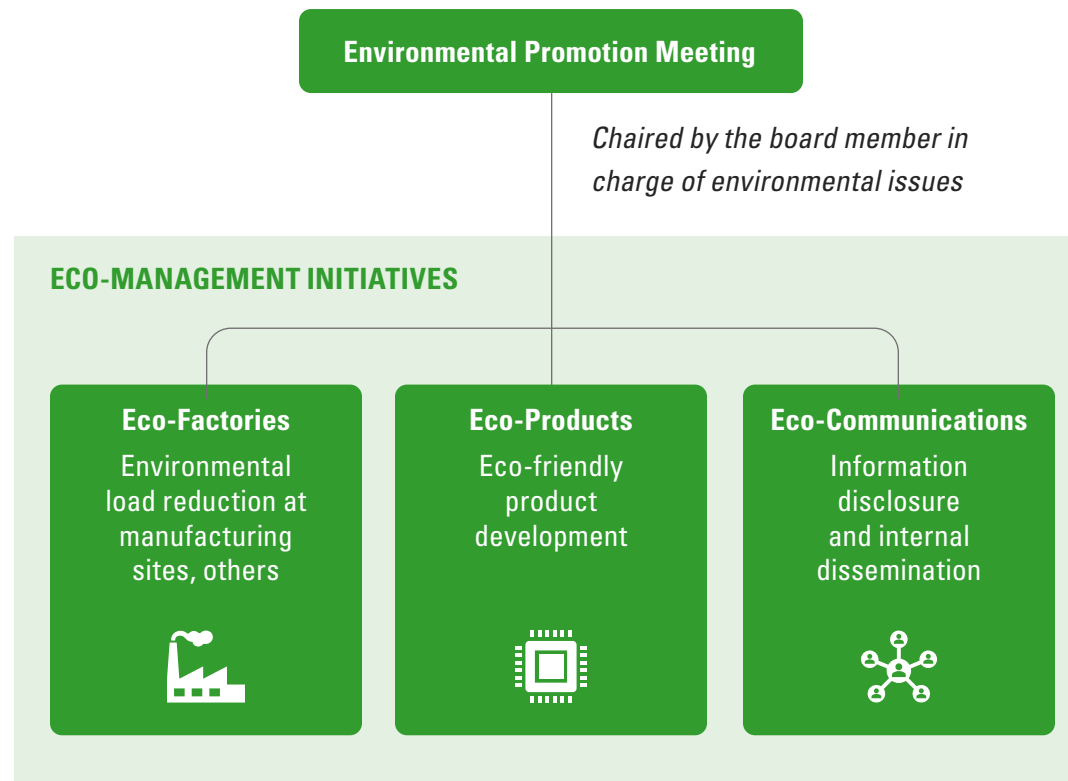 Environmental Promotion Meeting
Chaired by the board member in
charge of environmental issues
ECO-MANAGEMENT INITIATIVES
Eco-Factories
Environmental
load reduction at
manufacturing
sites, others
Eco-Products
Eco-friendly
product
development
Eco-Communications
Information
disclosure
and internal
dissemination